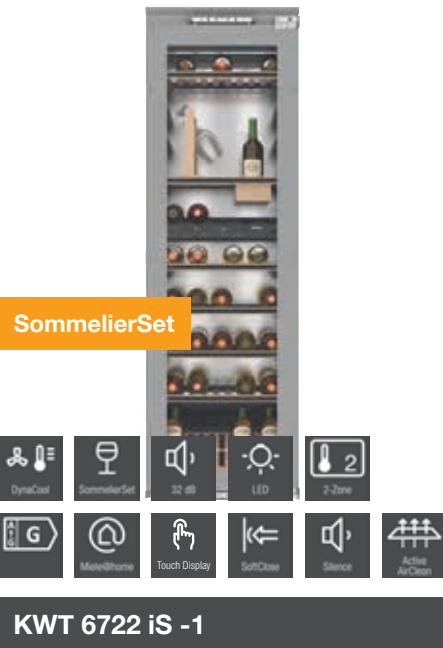 SommelierSet
DynaCool
SommelierSet
32 dB
LED
2
2-Zone
A
G
G
Miele@home
Touch Display
SoftClose
Silence
Active
AirClean
KWT 6722 iS -1